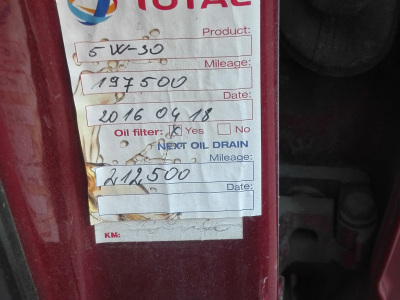 TOTAL
Product:
5W-30
Mileage:
197500
Date:
2016 04 18
Oil filter: X Yes No
NEXT OIL DRAIN
Mileage:
212500
Date:
KM: